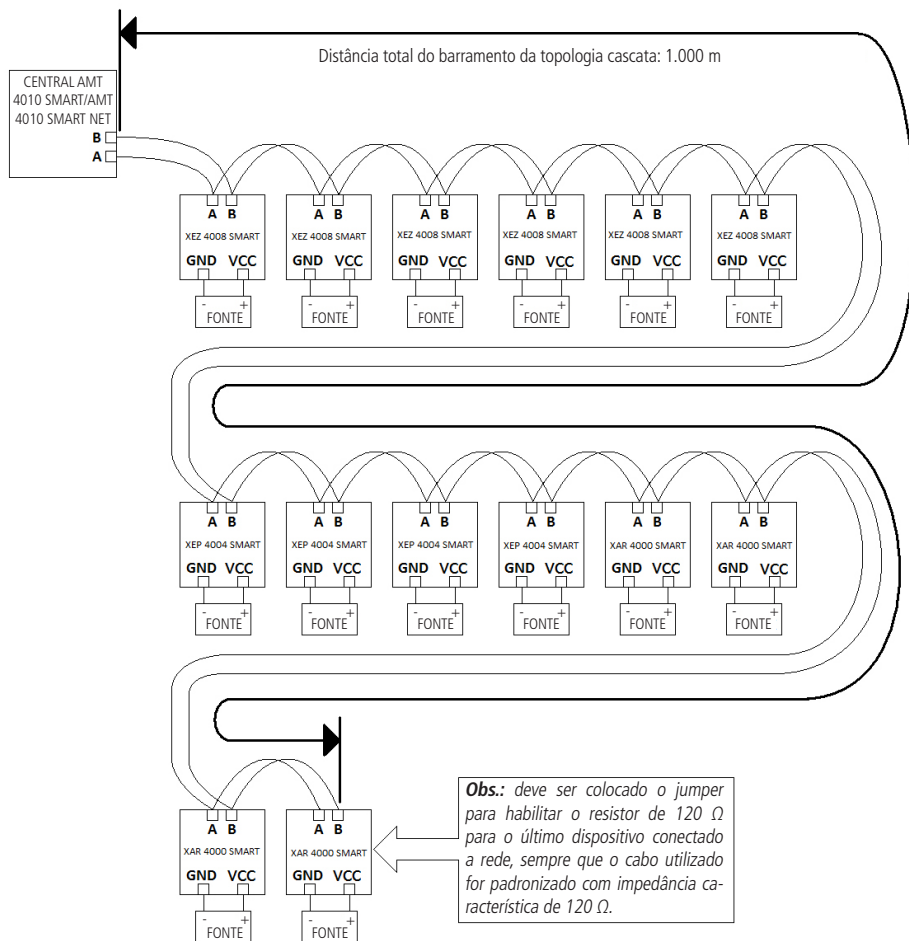 Distância total do barramento da topologia cascata: 1.000 m
CENTRAL AMT
4010 SMART/AMT
4010 SMART NET
B
A
A B A B A B A B A B A B
XEZ 4008 SMART XEZ 4008 SMART XEZ 4008 SMART XEZ 4008 SMART XEZ 4008 SMART XEZ 4008 SMART
GND VCC GND VCC GND VCC GND VCC GND VCC GND VCC
- + - + - + - + - + - +
FONTE FONTE FONTE FONTE FONTE FONTE
A B A B A B A B A B A B
XEP 4004 SMART XEP 4004 SMART XEP 4004 SMART XEP 4004 SMART XAR 4000 SMART XAR 4000 SMART
GND VCC GND VCC GND VCC GND VCC GND VCC GND VCC
- + - + - + - + - + - +
FONTE FONTE FONTE FONTE FONTE FONTE
A B A B
XAR 4000 SMART XAR 4000 SMART
GND VCC GND VCC
- + - +
FONTE FONTE
Obs.: deve ser colocado o jumper
para habilitar o resistor de 120 Ω
para o último dispositivo conectado
a rede, sempre que o cabo utilizado
for padronizado com impedância ca-
racterística de 120 Ω.